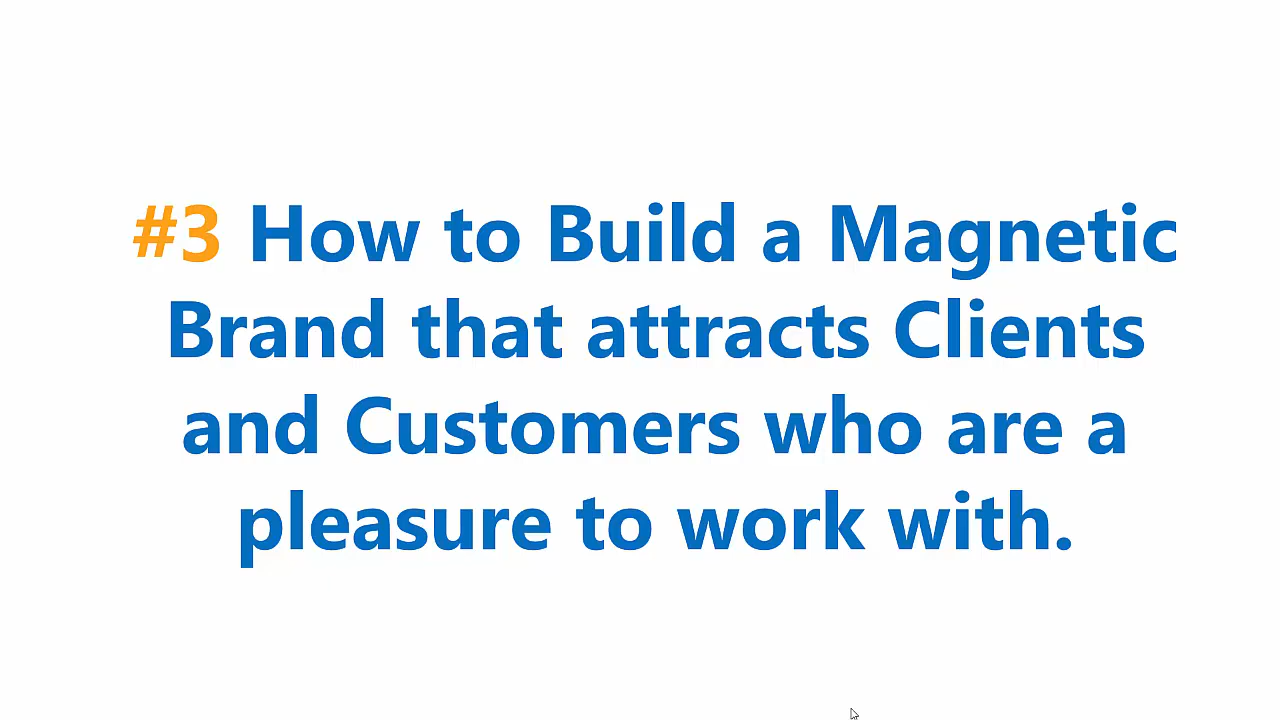 #3 How to Build a Magnetic
Brand that attracts Clients
and Customers who are a
pleasure to work with.